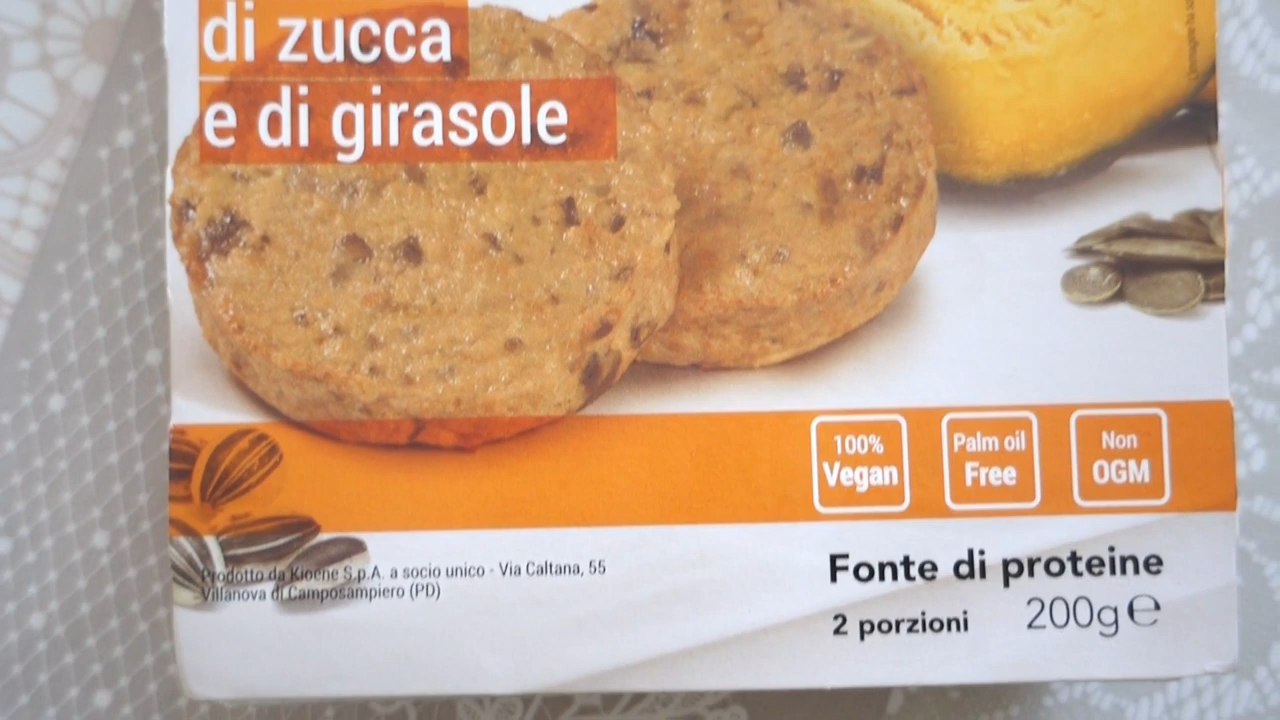 di zucca
e di girasole
100%
Vegan
Palm oil
Free
Non
OGM
Prodotto da Kioene S.p.A. a socio unico - Via Caltana, 55
Villanova di Camposampiero (PD)
Fonte di proteine
2 porzioni 200g ℮